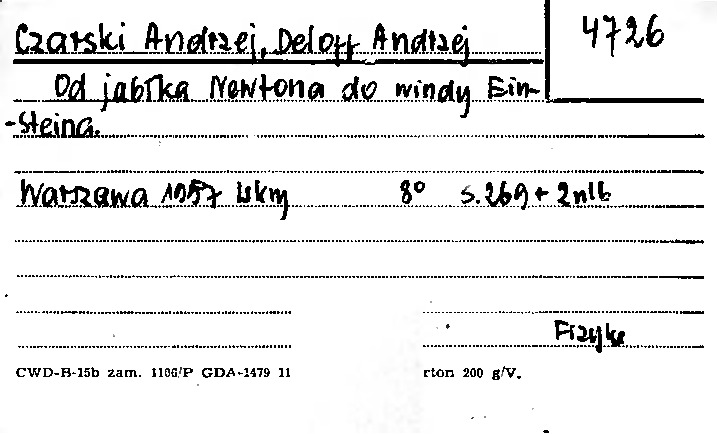 Czarski Andrzej, Deloff Andrzej
4726
Od jabłka Newtona do windy Ein-
-steina.
Warszawa 1957 Iskry 8° s. 269 + 2nlb
Fizyka
CWD-B-15b zam. 1106/P GDA-1479 11 rton 200 g/V.